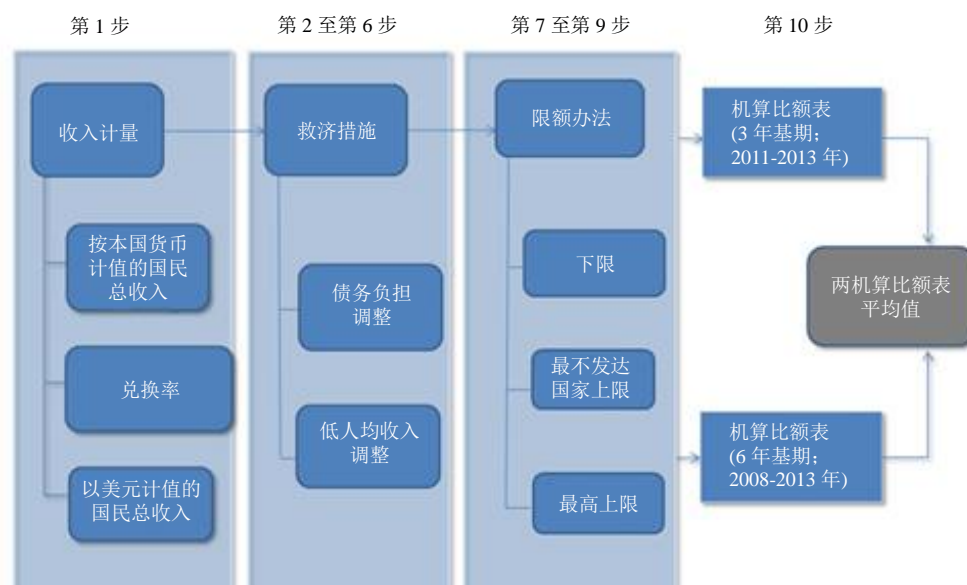 第 1 步
第 2 至第 6 步
第 7 至第 9 步
第 10 步
收入计量
按本国货币
计值的国民
总收入
兑换率
以美元计值的
国民总收入
救济措施
债务负担
调整
低人均收入
调整
限额办法
下限
最不发达
国家上限
最高上限
机算比额表
(3 年基期；
2011-2013 年)
机算比额表
(6 年基期；
2008-2013 年)
两机算比额表
平均值